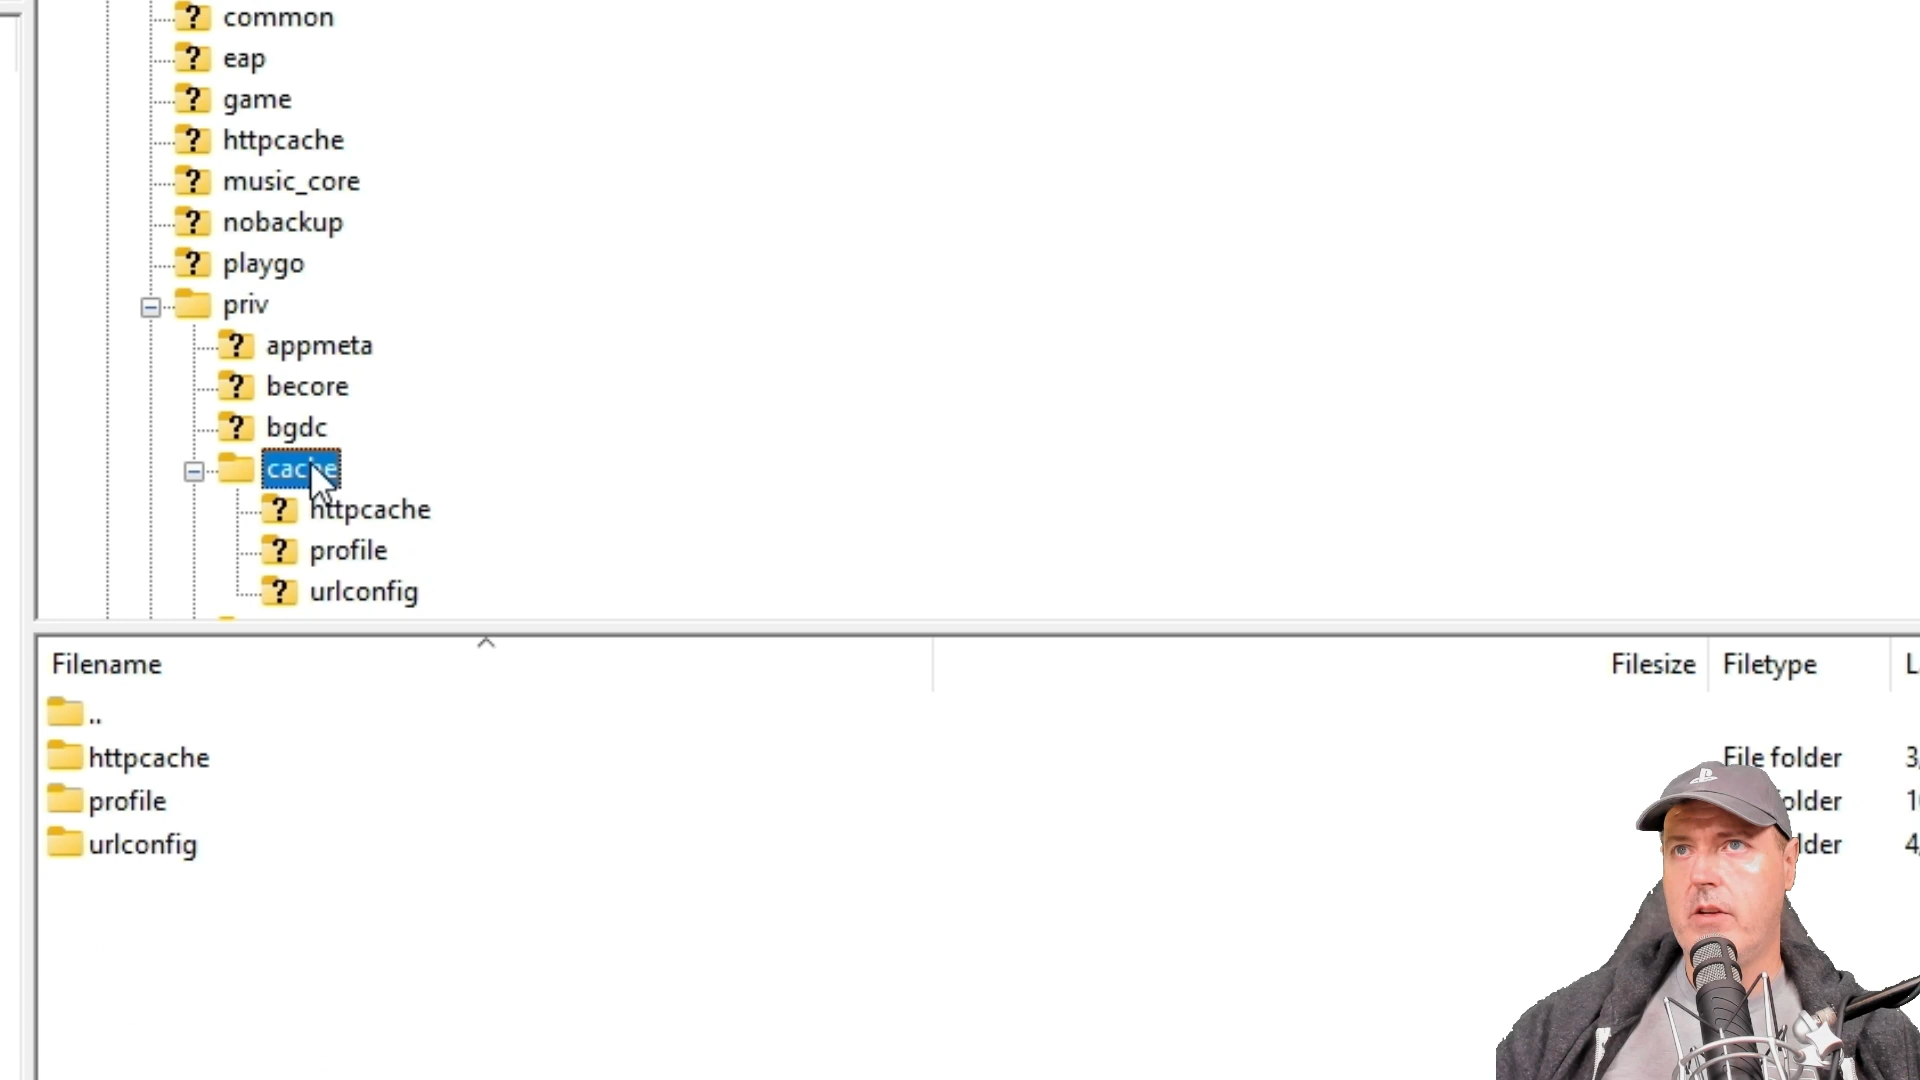 common
eap
game
httpcache
music_core
nobackup
playgo
priv
appmeta
becore
bgdc
cache
httpcache
profile
urlconfig
Filename Filesize Filetype
..
httpcache File folder
profile folder
urlconfig